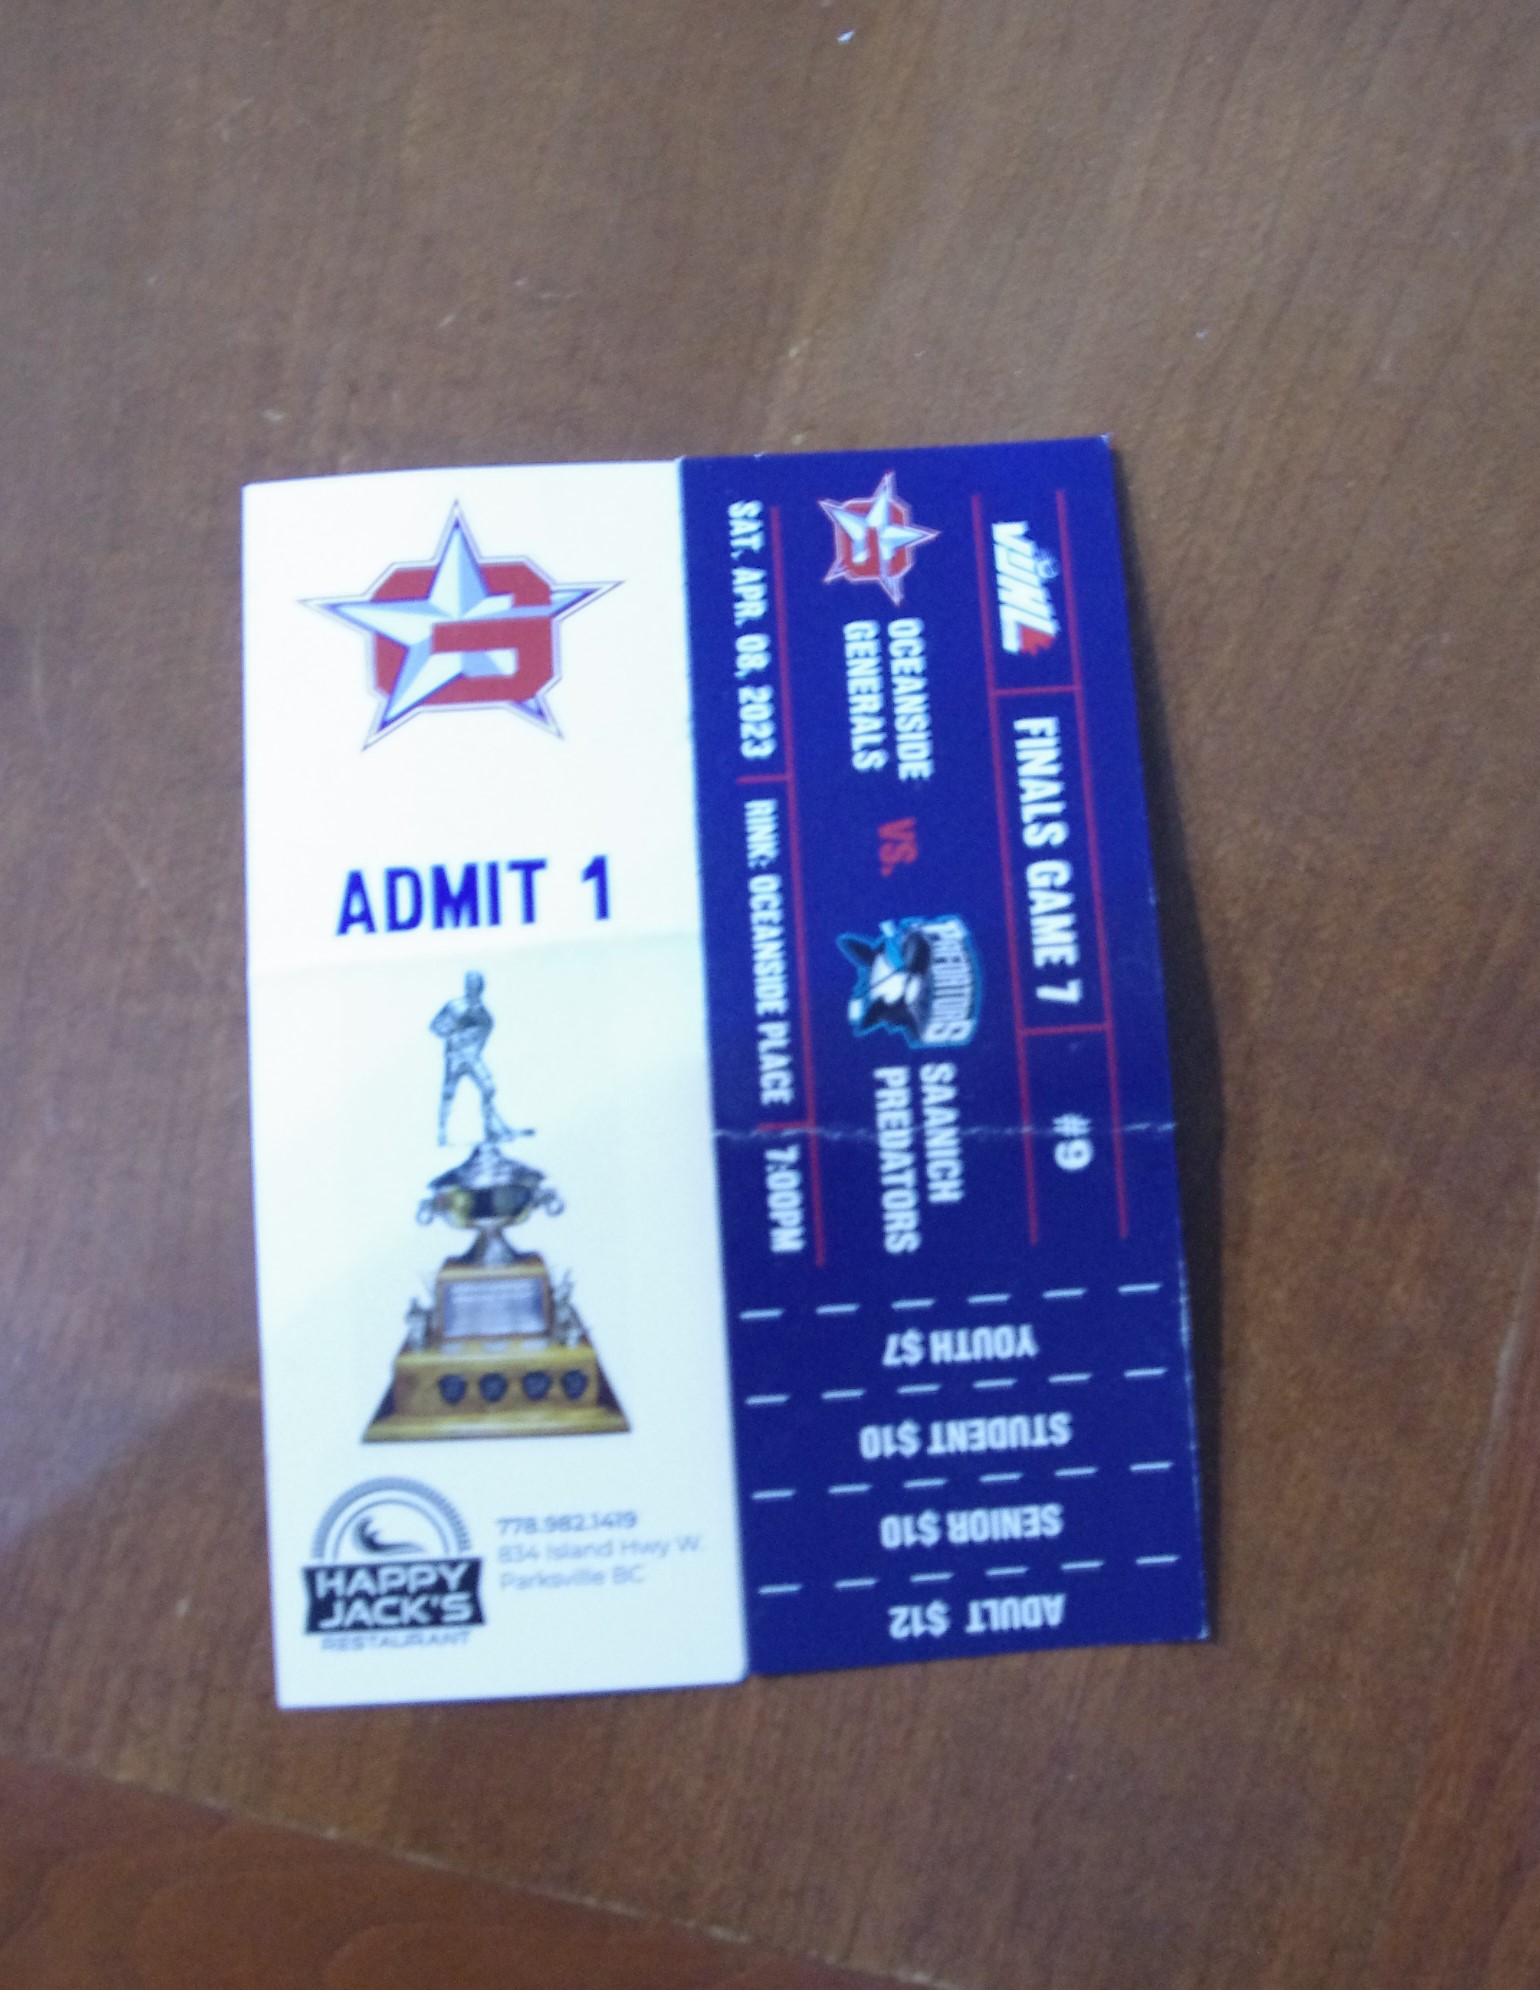 ADMIT 1
HAPPY
JACK'S
RESTAURANT
778.982.1419
834 Island Hwy W.
Parksville BC
VIJHL
FINALS GAME 7
#9
OCEANSIDE
GENERALS
VS.
PREDATORS
SAANICH
PREDATORS
SAT. APR. 08, 2023
RINK: OCEANSIDE PLACE
7:00PM
YOUTH $7
STUDENT $10
SENIOR $10
ADULT $12